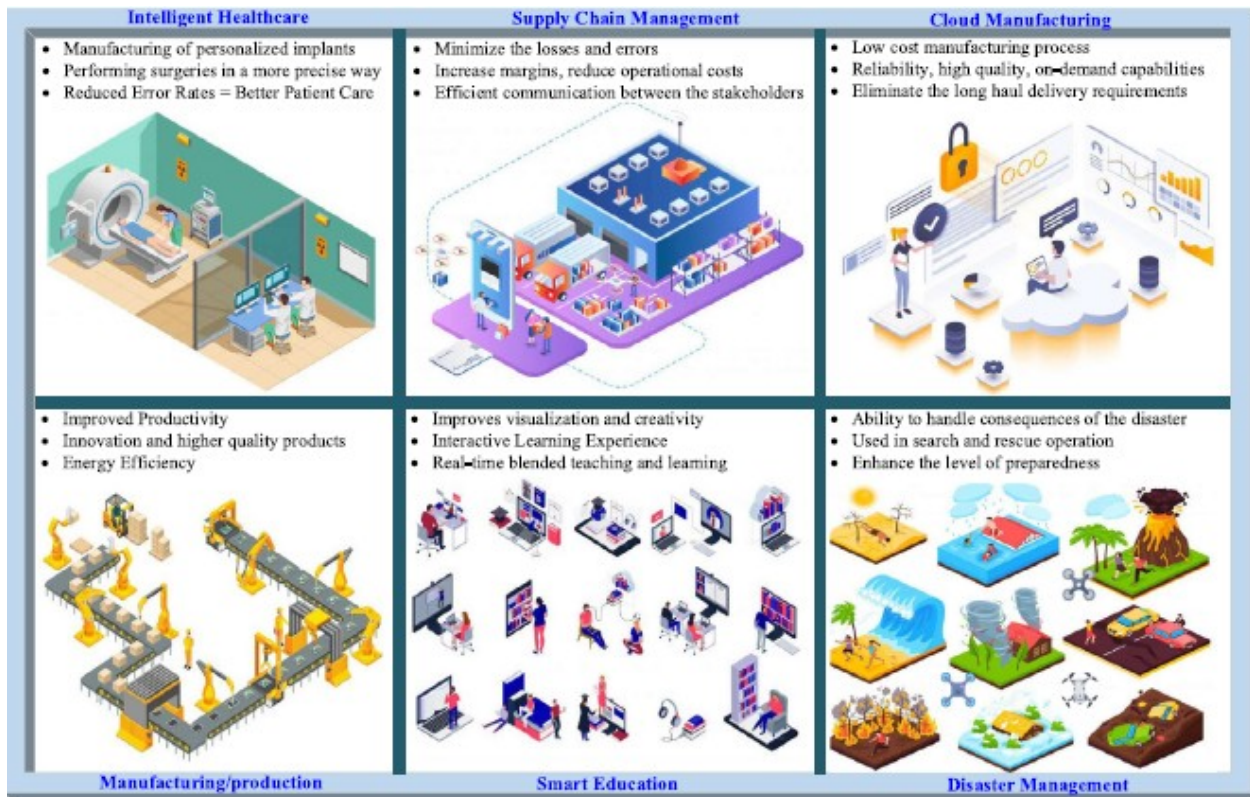 Intelligent Healthcare
• Manufacturing of personalized implants
• Performing surgeries in a more precise way
• Reduced Error Rates = Better Patient Care
Supply Chain Management
• Minimize the losses and errors
• Increase margins, reduce operational costs
• Efficient communication between the stakeholders
Cloud Manufacturing
• Low cost manufacturing process
• Reliability, high quality, on-demand capabilities
• Eliminate the long haul delivery requirements
• Improved Productivity
• Innovation and higher quality products
• Energy Efficiency
Manufacturing/production
• Improves visualization and creativity
• Interactive Learning Experience
• Real-time blended teaching and learning
Smart Education
• Ability to handle consequences of the disaster
• Used in search and rescue operation
• Enhance the level of preparedness
Disaster Management